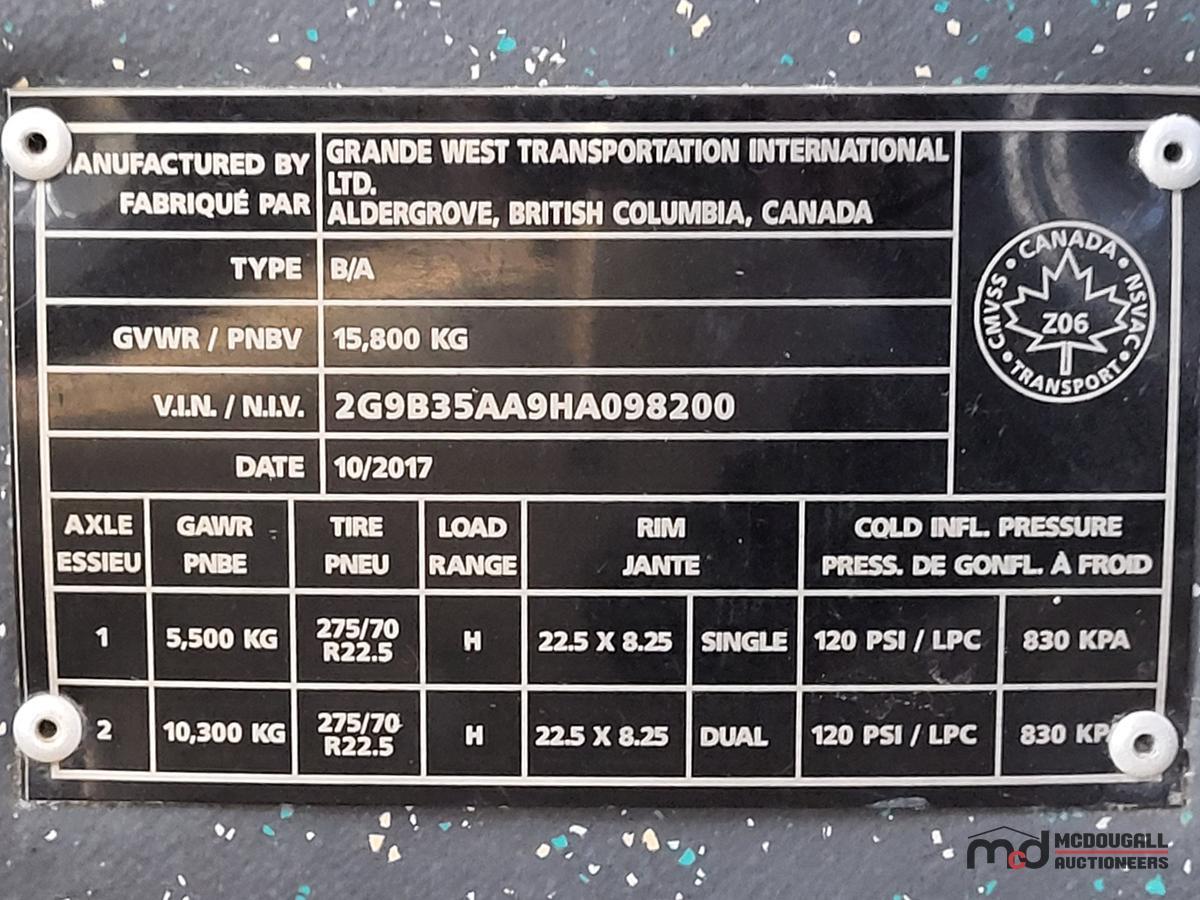 ANUFACTURED BY
FABRIQUÉ PAR
GRANDE WEST TRANSPORTATION INTERNATIONAL
LTD.
ALDERGROVE, BRITISH COLUMBIA, CANADA
TYPE B/A
GVWR / PNBV 15,800 KG
V.I.N. / N.I.V. 2G9B35AA9HA098200
DATE 10/2017
CANADA • NSVAC • TRANSPORT • CMVSS •
Z06
AXLE GAWR TIRE LOAD RIM COLD INFL. PRESSURE
ESSIEU PNBE PNEU RANGE JANTE PRESS. DE GONFL. À FROID
1 5,500 KG 275/70 R22.5 H 22.5 X 8.25 SINGLE 120 PSI / LPC 830 KPA
2 10,300 KG 275/70 R22.5 H 22.5 X 8.25 DUAL 120 PSI / LPC 830 KP
mcd MCDOUGALL
AUCTIONEERS